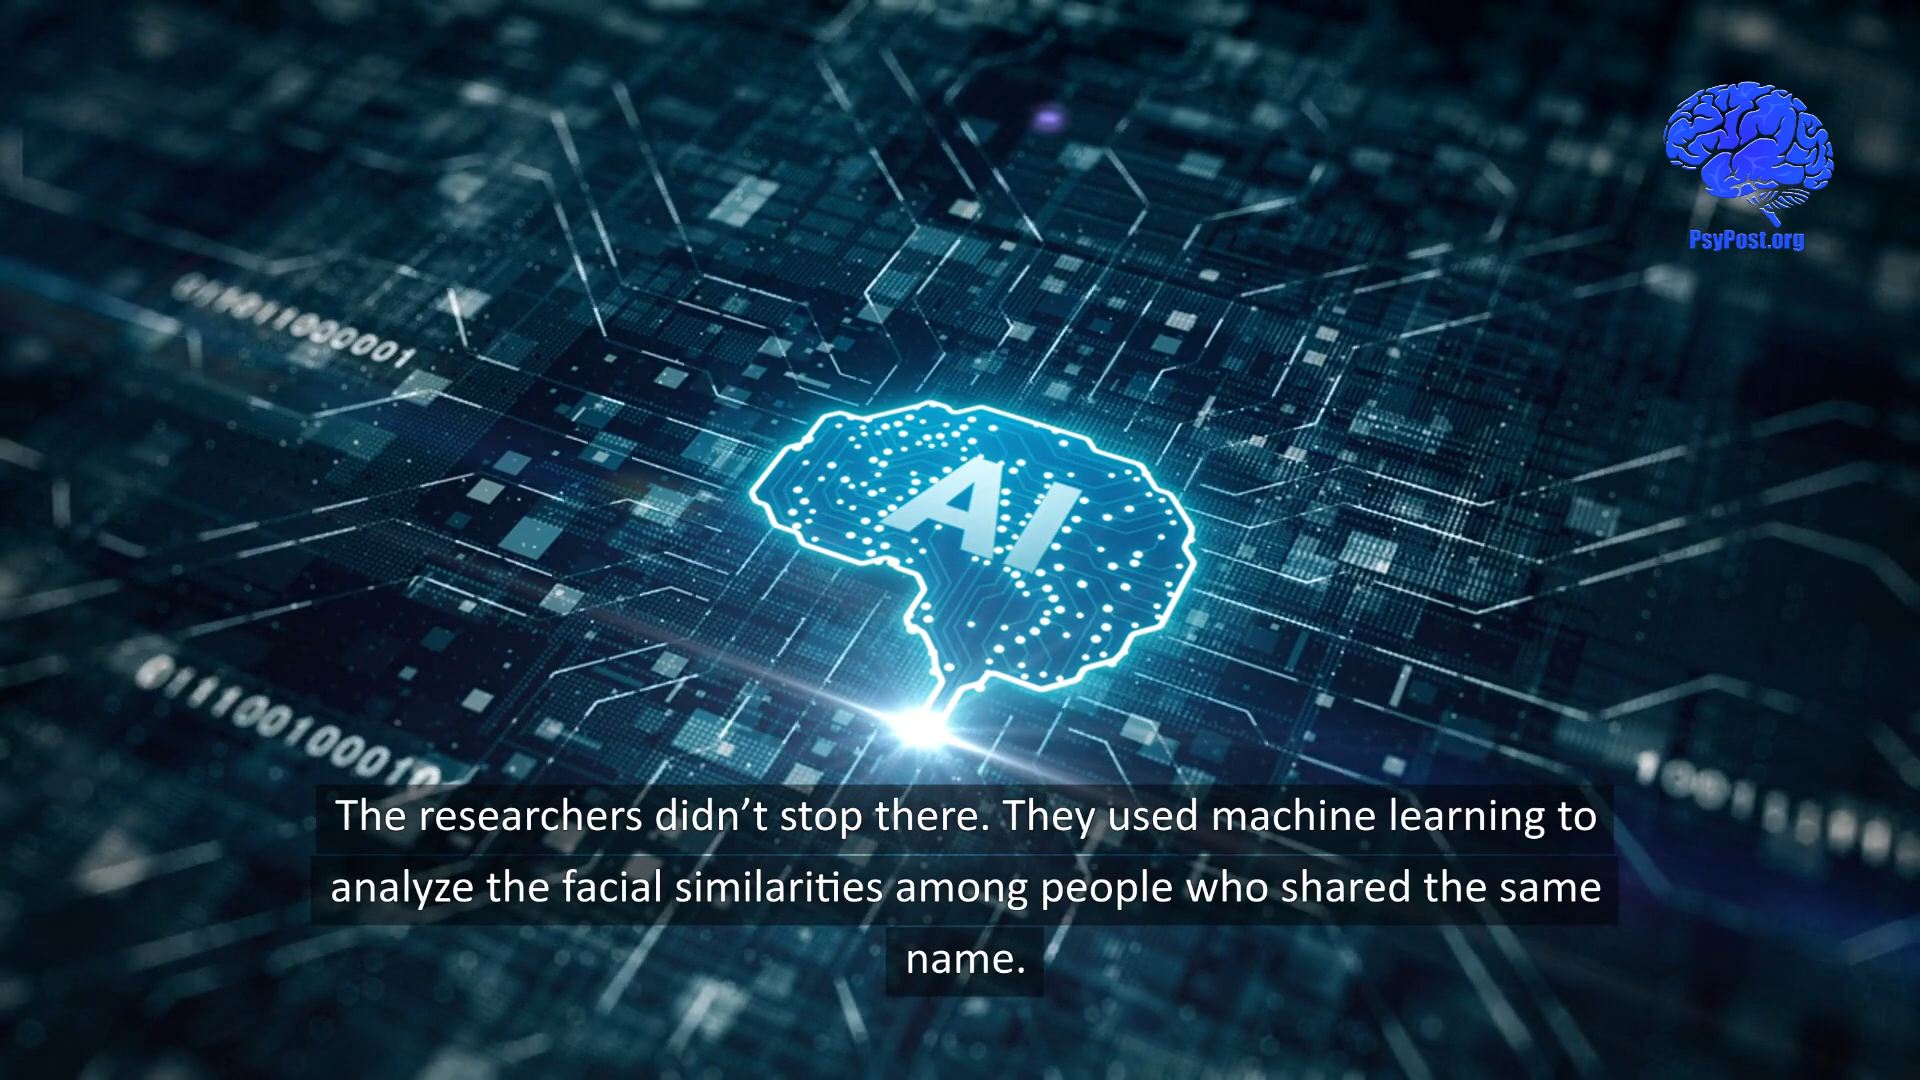 PsyPost.org
AI
The researchers didn’t stop there. They used machine learning to
analyze the facial similarities among people who shared the same
name.